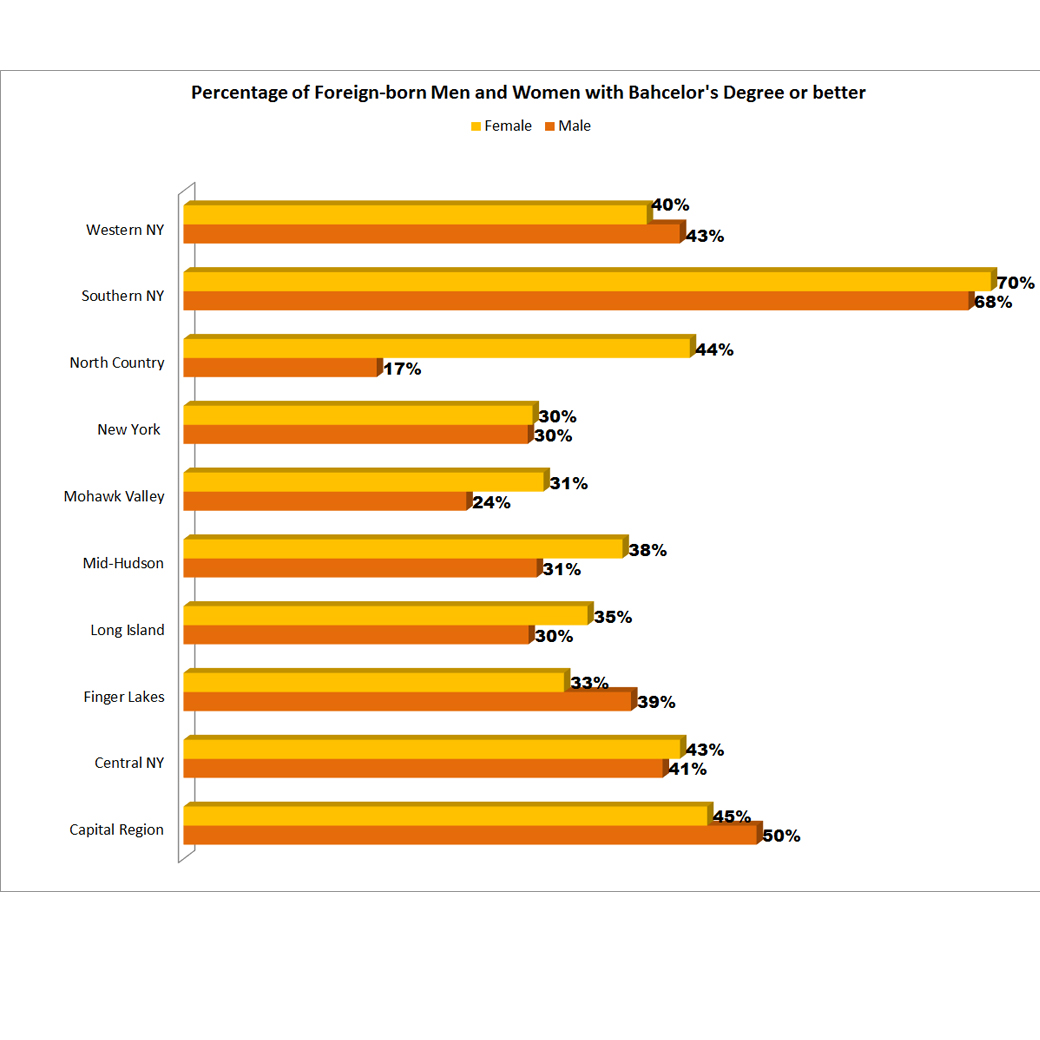 Percentage of Foreign-born Men and Women with Bahcelor's Degree or better
Female Male
Western NY
40%
43%
Southern NY
70%
68%
North Country
44%
17%
New York
30%
30%
Mohawk Valley
31%
24%
Mid-Hudson
38%
31%
Long Island
35%
30%
Finger Lakes
33%
39%
Central NY
43%
41%
Capital Region
45%
50%